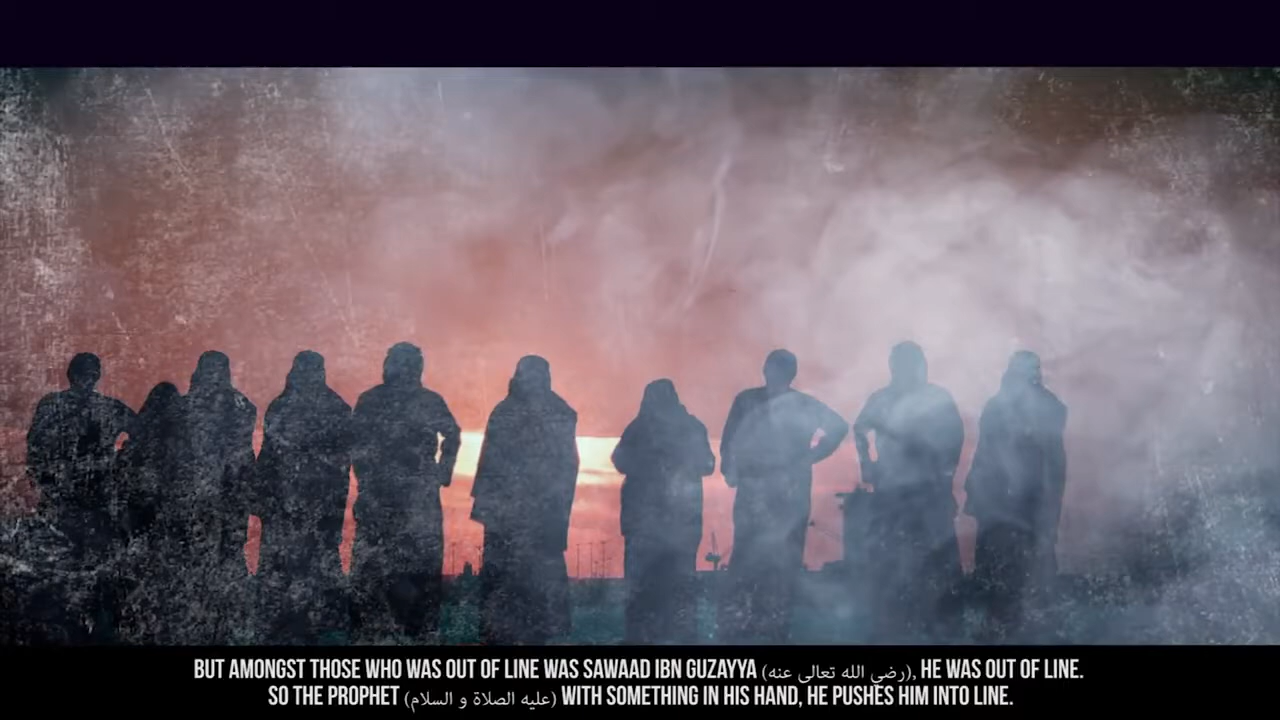 BUT AMONGST THOSE WHO WAS OUT OF LINE WAS SAWAAD IBN GUZAYYA (رضي الله تعالى عنه), HE WAS OUT OF LINE.
SO THE PROPHET (عليه الصلاة و السلام) WITH SOMETHING IN HIS HAND, HE PUSHES HIM INTO LINE.